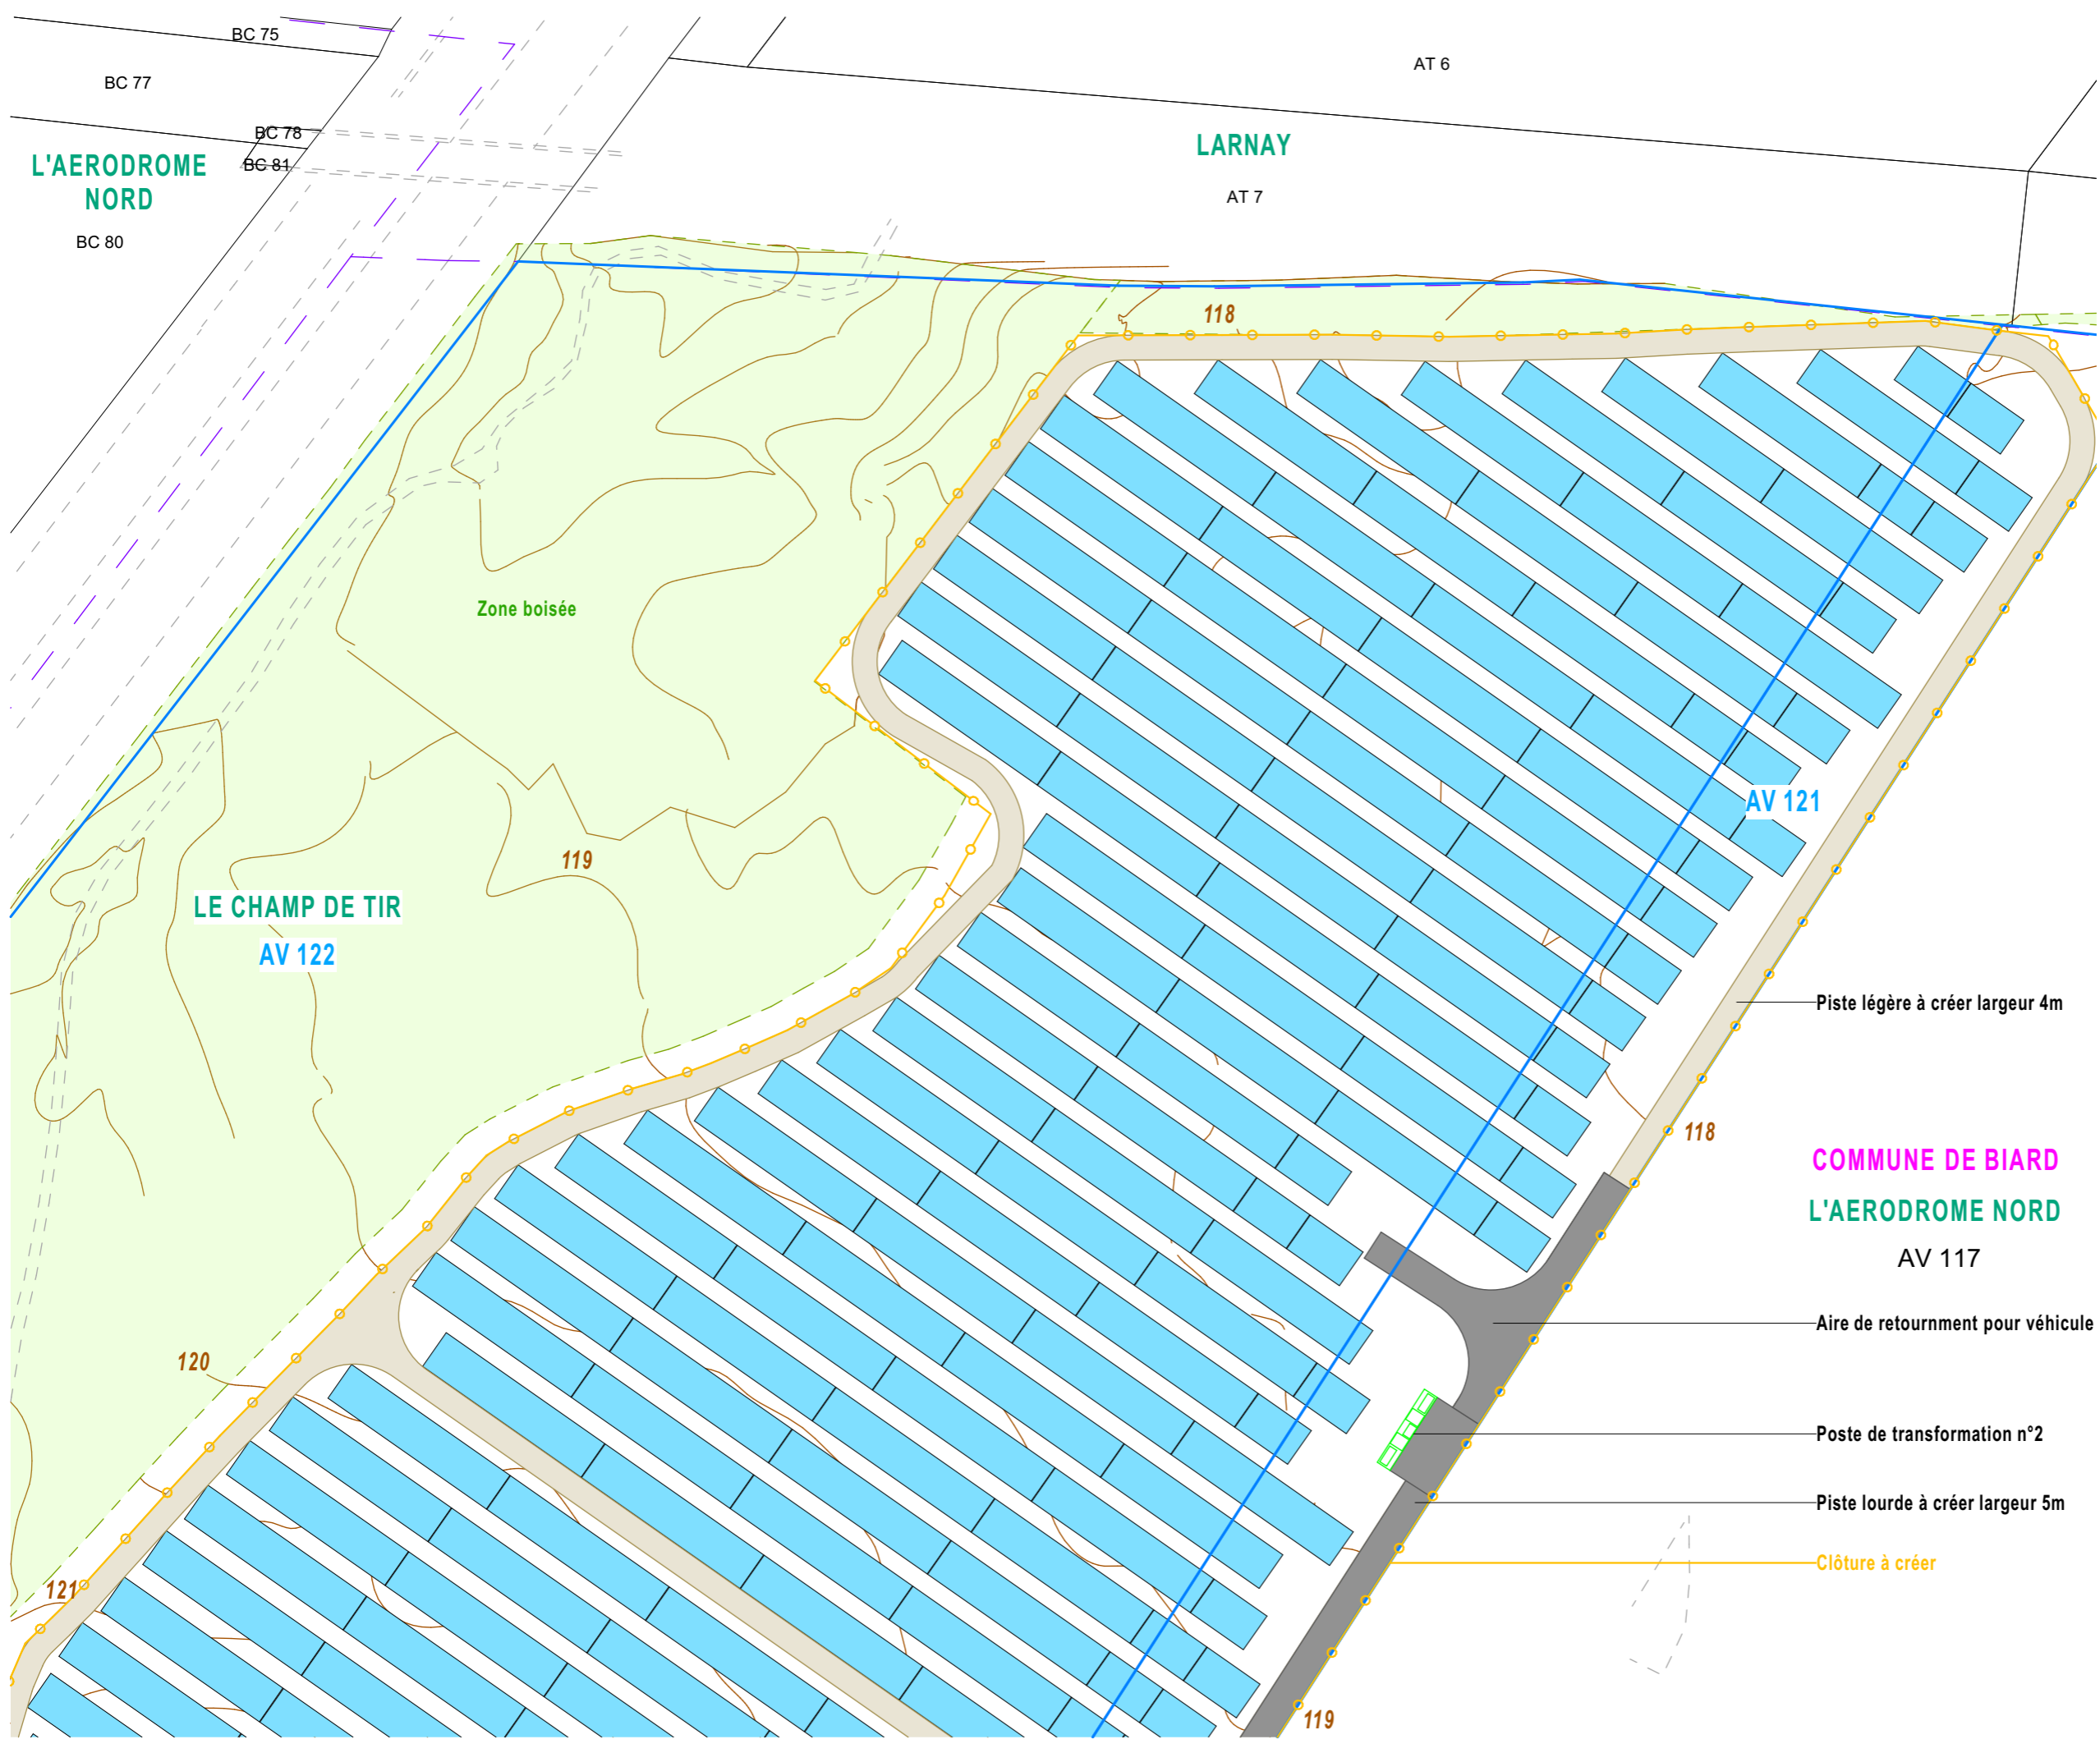 BC 75
AT 6
BC 77
BC 78
LARNAY
BC 81
L'AERODROME
NORD
AT 7
BC 80
118
Zone boisée
AV 121
119
LE CHAMP DE TIR
AV 122
Piste légère à créer largeur 4m
118
COMMUNE DE BIARD
L'AERODROME NORD
AV 117
Aire de retournment pour véhicule
120
Poste de transformation n°2
Piste lourde à créer largeur 5m
Clôture à créer
121
119